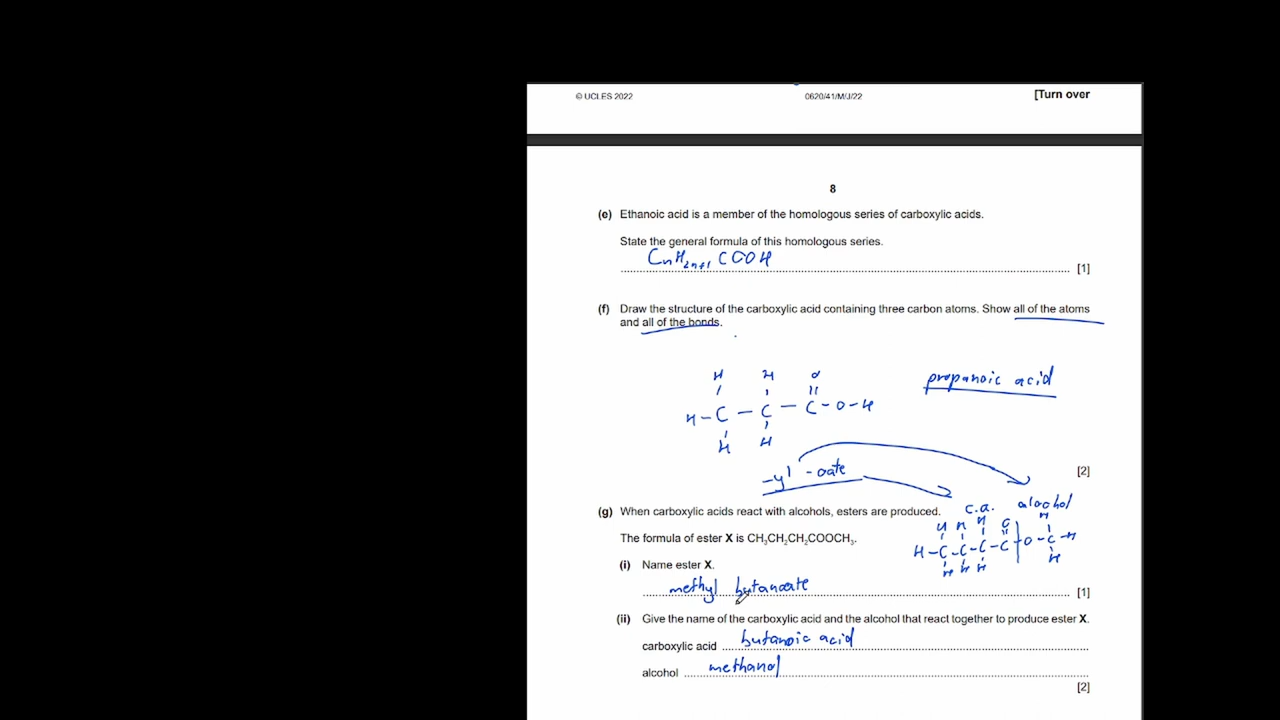 © UCLES 2022 0620/41/M/J/22 [Turn over
8
(e) Ethanoic acid is a member of the homologous series of carboxylic acids.
State the general formula of this homologous series.
CnH2n+1 COOH [1]
(f) Draw the structure of the carboxylic acid containing three carbon atoms. Show all of the atoms
and all of the bonds.
H H O
propanoic acid
H - C - C - C - O - H
H H
-yl -oate [2]
c.a. alcohol
(g) When carboxylic acids react with alcohols, esters are produced.
H H H O H
The formula of ester X is CH₃CH₂CH₂COOCH₃.
H - C - C - C - C - O - C - H
H H H H
(i) Name ester X.
methyl butanoate [1]
(ii) Give the name of the carboxylic acid and the alcohol that react together to produce ester X.
carboxylic acid butanoic acid
alcohol methanol
[2]